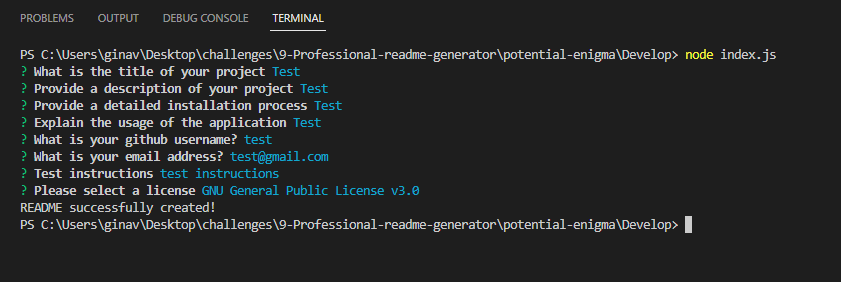 PROBLEMS OUTPUT DEBUG CONSOLE TERMINAL
PS C:\Users\ginav\Desktop\challenges\9-Professional-readme-generator\potential-enigma\Develop> node index.js
? What is the title of your project Test
? Provide a description of your project Test
? Provide a detailed installation process Test
? Explain the usage of the application Test
? What is your github username? test
? What is your email address? test@gmail.com
? Test instructions test instructions
? Please select a license GNU General Public License v3.0
README successfully created!
PS C:\Users\ginav\Desktop\challenges\9-Professional-readme-generator\potential-enigma\Develop>